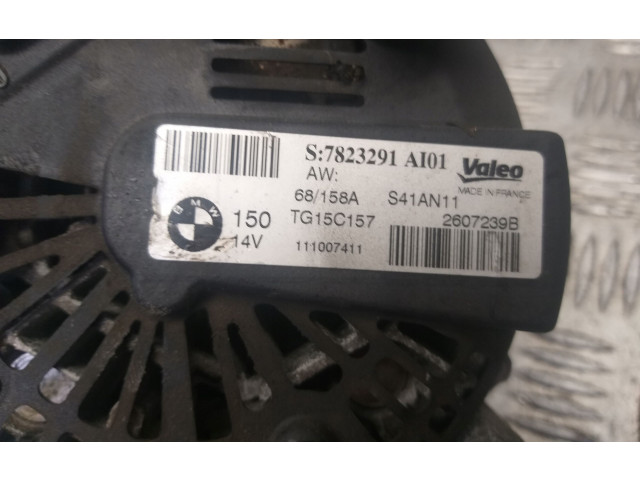 S:7823291 AI01
Valeo
AW:
MADE IN FRANCE
68/158A S41AN11
BMW
150 TG15C157 2607239B
14V 111007411